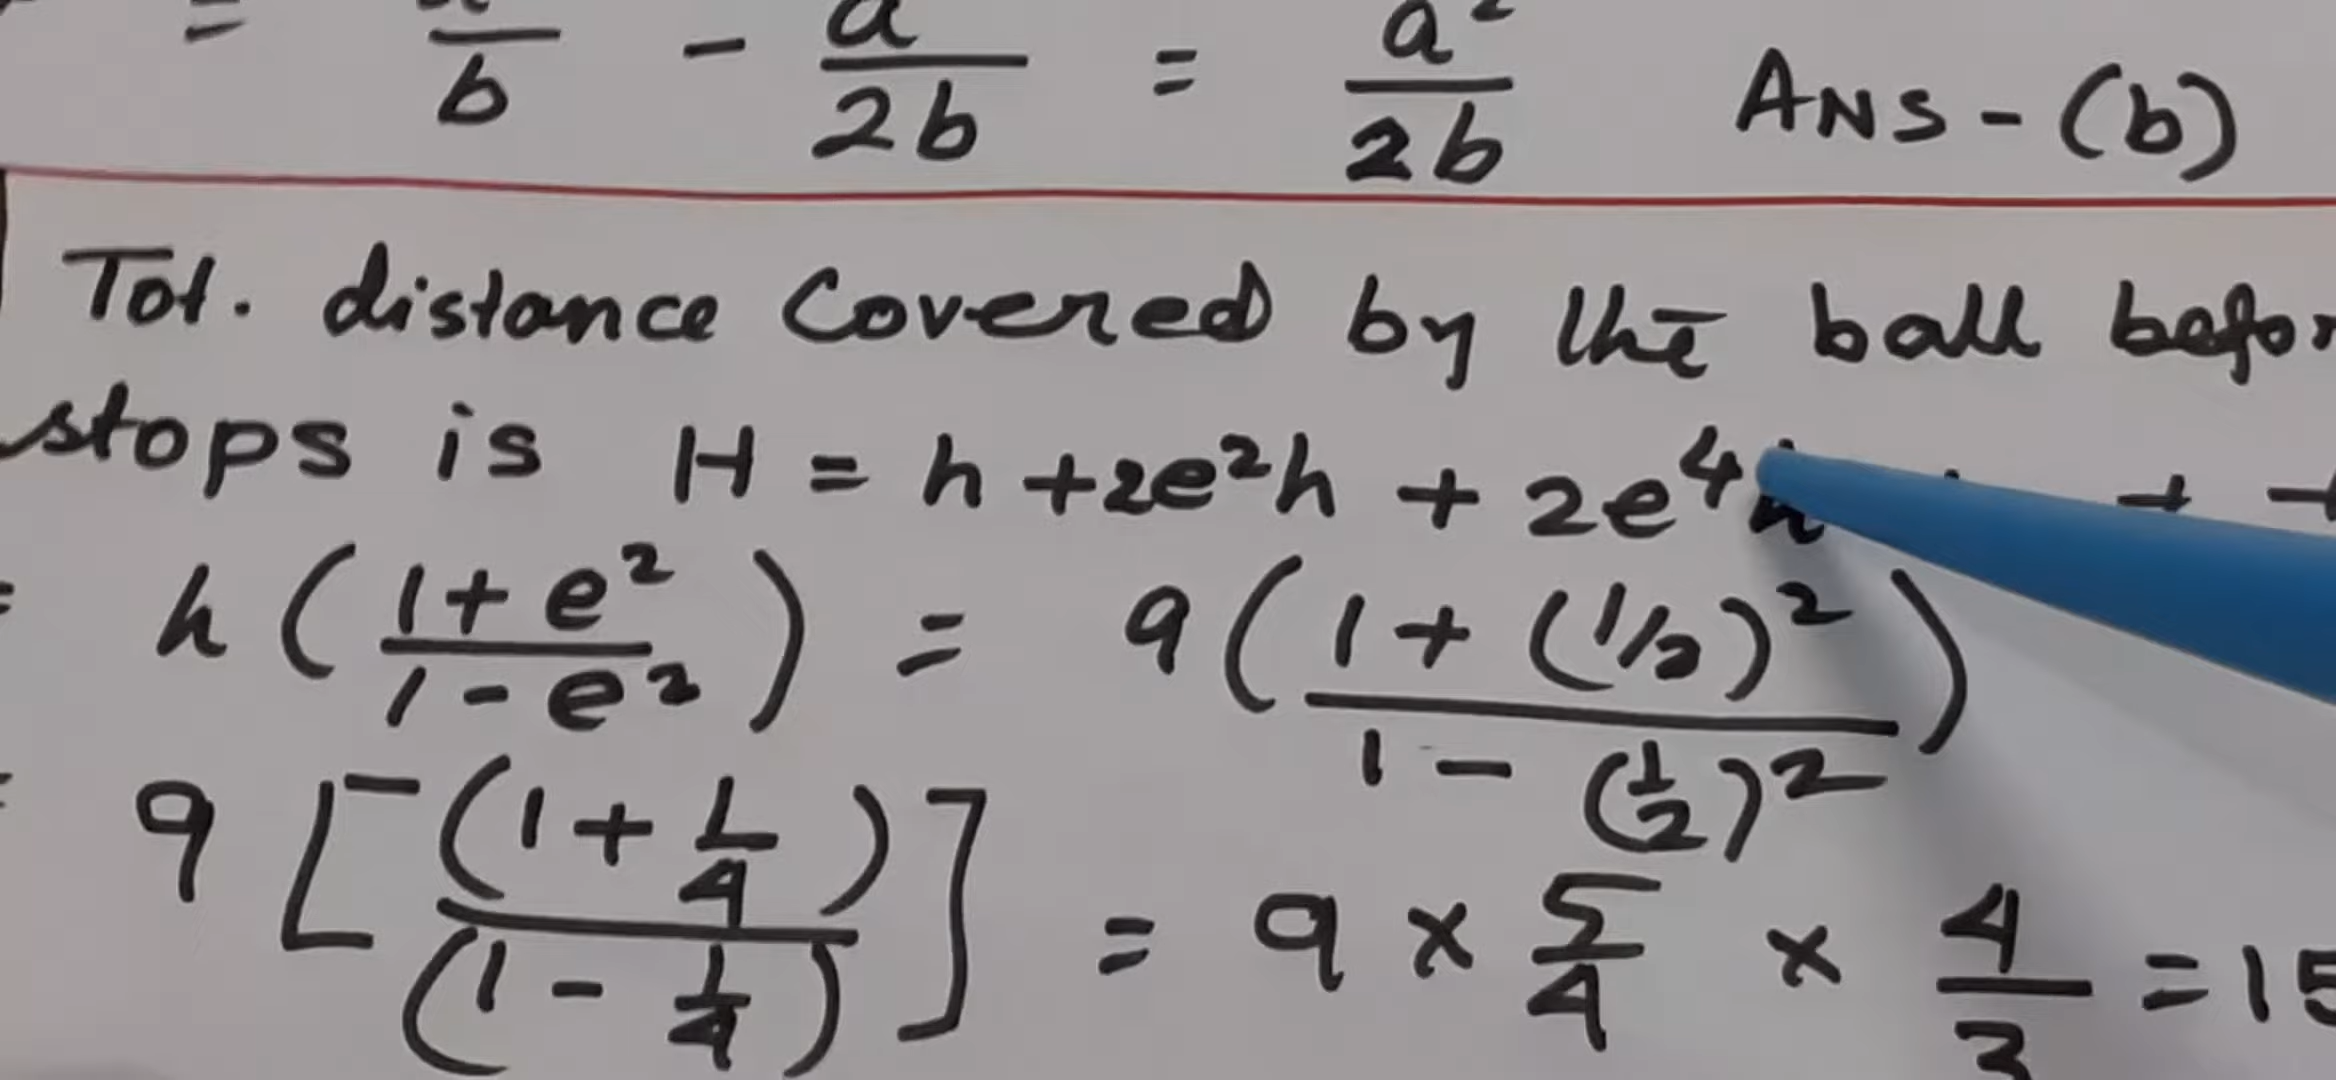 = /b - a/2b = a²/2b ANS - (b)
Tot. distance covered by the ball
stops is H = h + 2e²h + 2e⁴h + +
= h ( 1 + e² / 1 - e² ) = 9 ( 1 + (1/2)² / 1 - (1/2)² )
= 9 [ (1 + 1/4) / (1 - 1/4) ] = 9 × 5/4 × 4/3 = 15